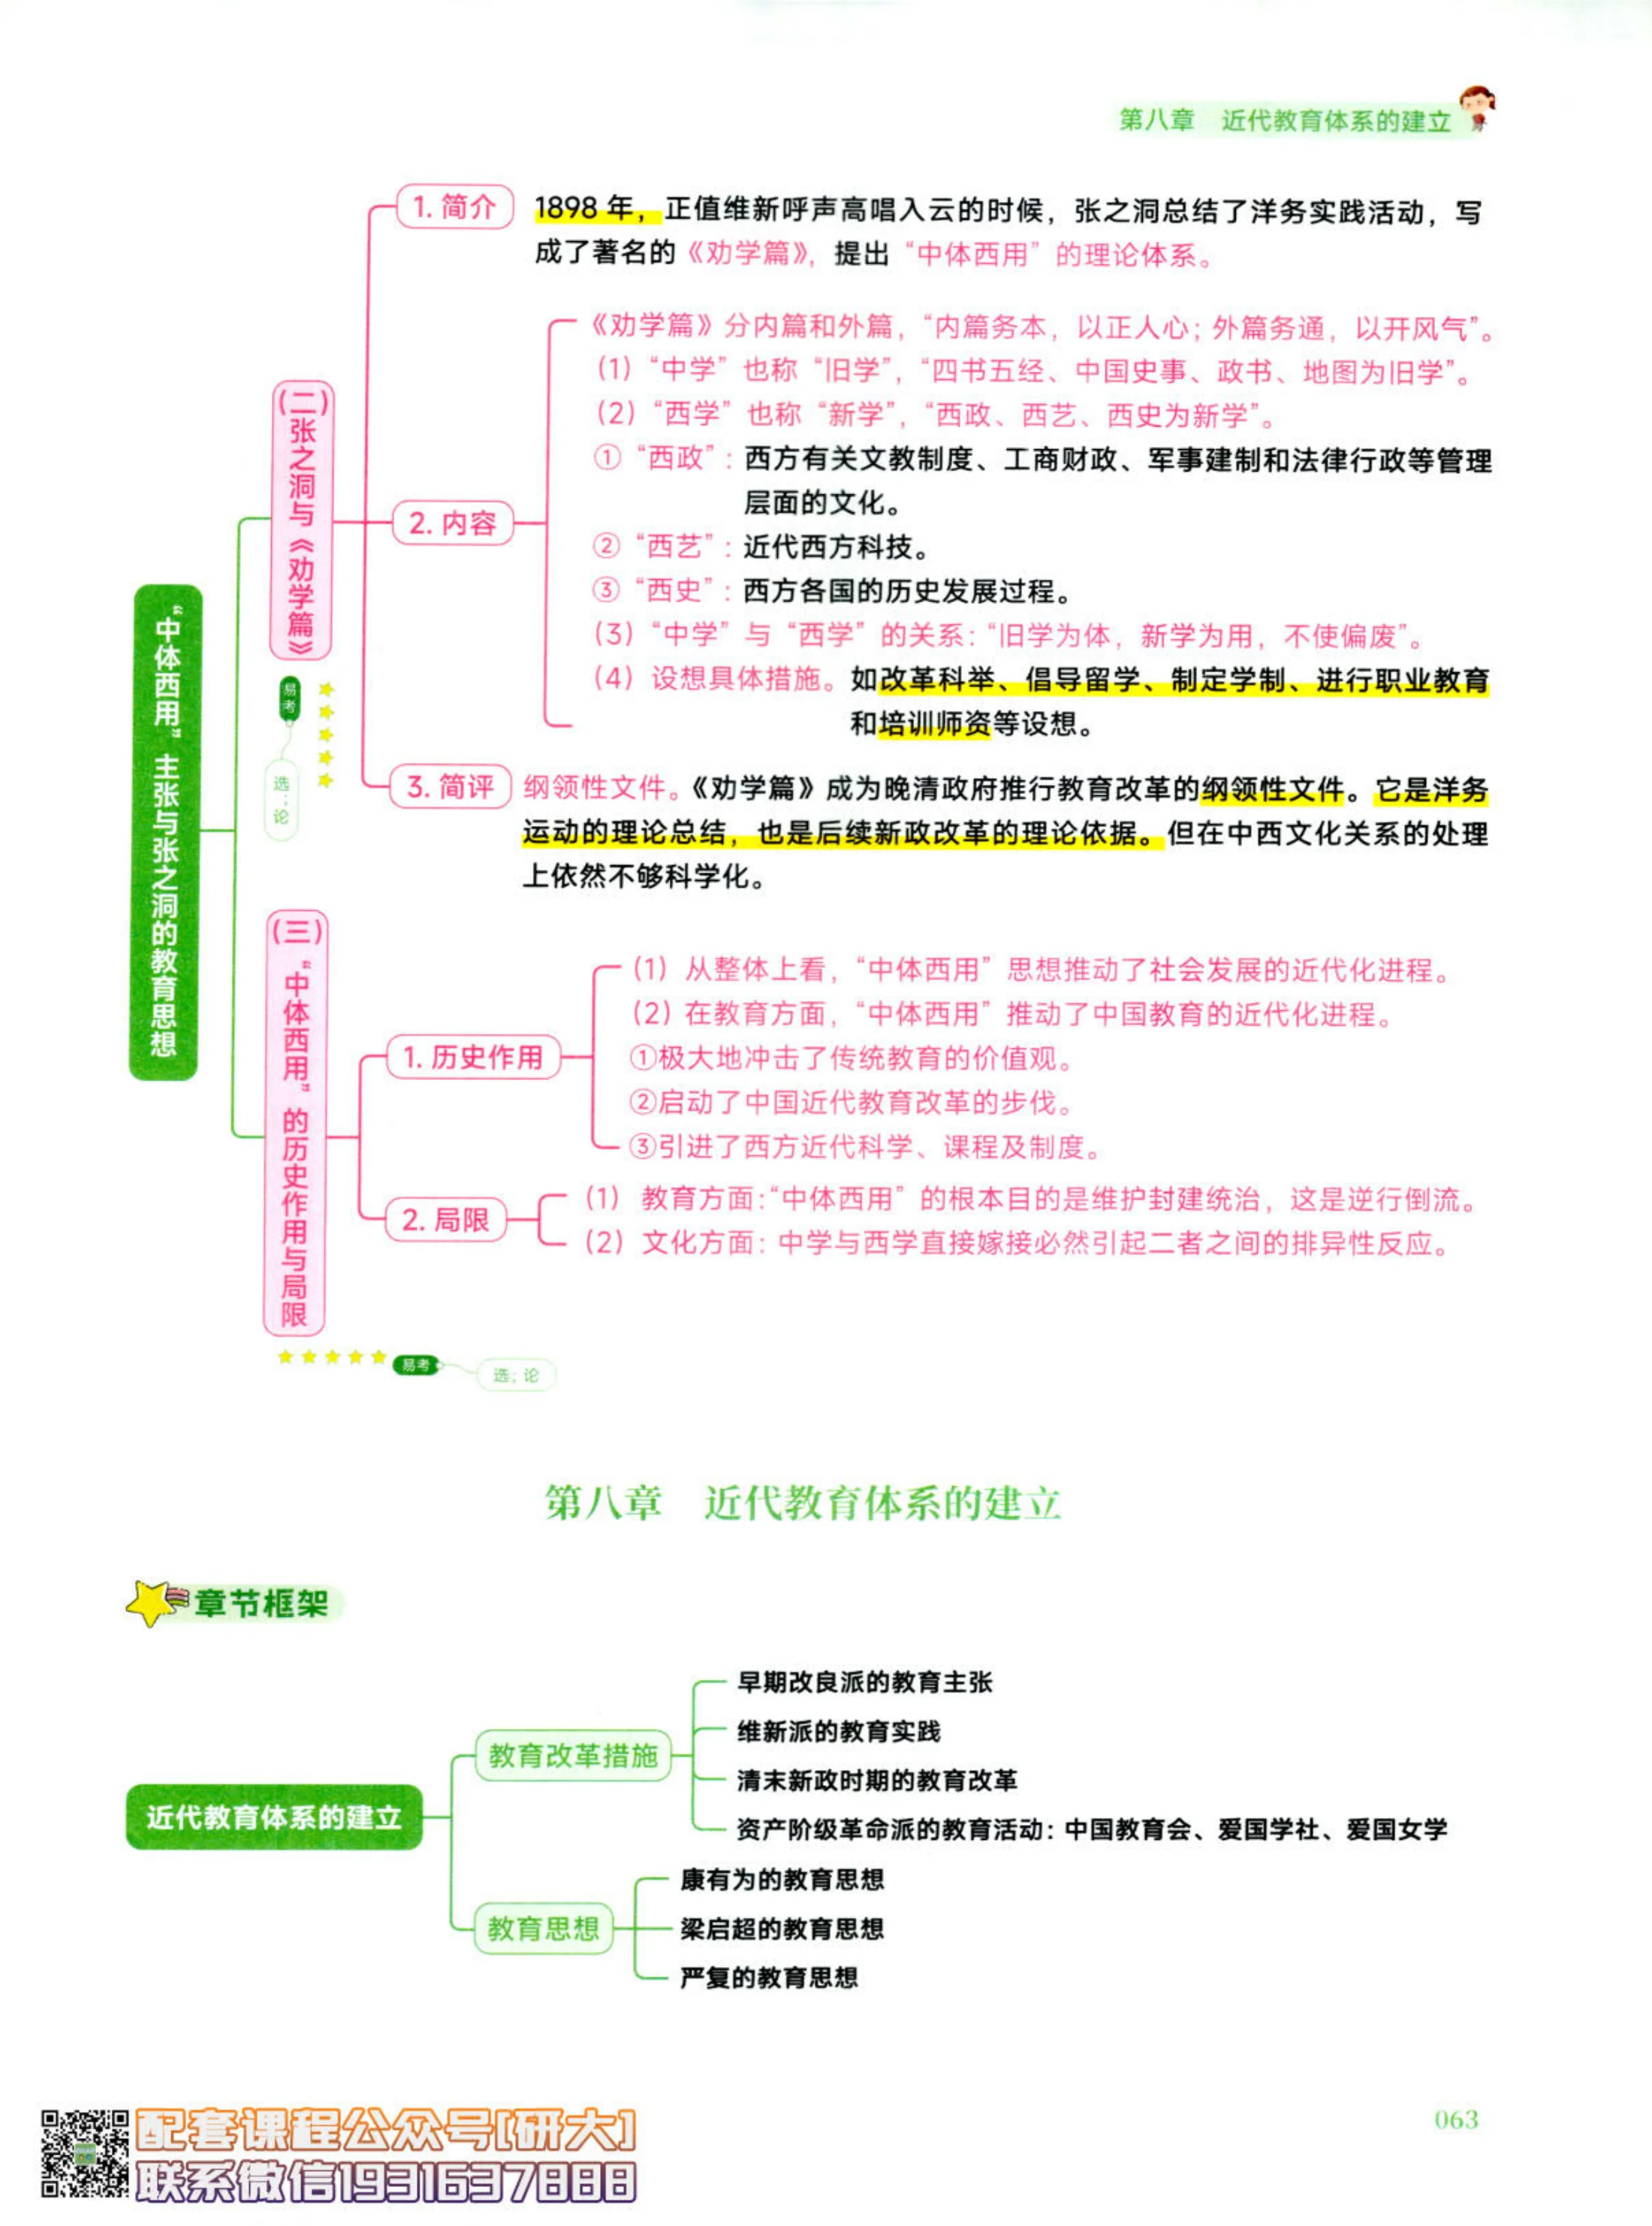 第八章 近代教育体系的建立
“中体西用”主张与张之洞的教育思想
(二)张之洞与《劝学篇》
易考
选；论
1. 简介
1898 年，正值维新呼声高唱入云的时候，张之洞总结了洋务实践活动，写
成了著名的《劝学篇》，提出“中体西用”的理论体系。
2. 内容
《劝学篇》分内篇和外篇，“内篇务本，以正人心；外篇务通，以开风气”。
（1）“中学”也称“旧学”，“四书五经、中国史事、政书、地图为旧学”。
（2）“西学”也称“新学”，“西政、西艺、西史为新学”。
①“西政”：西方有关文教制度、工商财政、军事建制和法律行政等管理
层面的文化。
②“西艺”：近代西方科技。
③“西史”：西方各国的历史发展过程。
（3）“中学”与“西学”的关系：“旧学为体，新学为用，不使偏废”。
（4）设想具体措施。如改革科举、倡导留学、制定学制、进行职业教育
和培训师资等设想。
3. 简评
纲领性文件。《劝学篇》成为晚清政府推行教育改革的纲领性文件。它是洋务
运动的理论总结，也是后续新政改革的理论依据。但在中西文化关系的处理
上依然不够科学化。
(三)“中体西用”的历史作用与局限
1. 历史作用
（1）从整体上看，“中体西用”思想推动了社会发展的近代化进程。
（2）在教育方面，“中体西用”推动了中国教育的近代化进程。
①极大地冲击了传统教育的价值观。
②启动了中国近代教育改革的步伐。
③引进了西方近代科学、课程及制度。
2. 局限
（1）教育方面：“中体西用”的根本目的是维护封建统治，这是逆行倒流。
（2）文化方面：中学与西学直接嫁接必然引起二者之间的排异性反应。
易考
选；论
第八章 近代教育体系的建立
章节框架
近代教育体系的建立
教育改革措施
早期改良派的教育主张
维新派的教育实践
清末新政时期的教育改革
资产阶级革命派的教育活动：中国教育会、爱国学社、爱国女学
教育思想
康有为的教育思想
梁启超的教育思想
严复的教育思想
配套课程公众号[研大]
联系微信1931637888
063